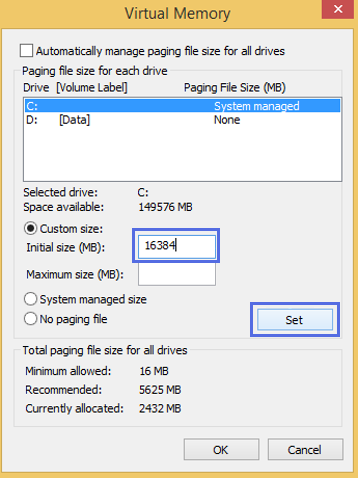 Virtual Memory
Automatically manage paging file size for all drives
Paging file size for each drive
Drive [Volume Label] Paging File Size (MB)
C: System managed
D: [Data] None
Selected drive: C:
Space available: 149576 MB
Custom size:
Initial size (MB): 16384
Maximum size (MB):
System managed size
No paging file Set
Total paging file size for all drives
Minimum allowed: 16 MB
Recommended: 5625 MB
Currently allocated: 2432 MB
OK Cancel